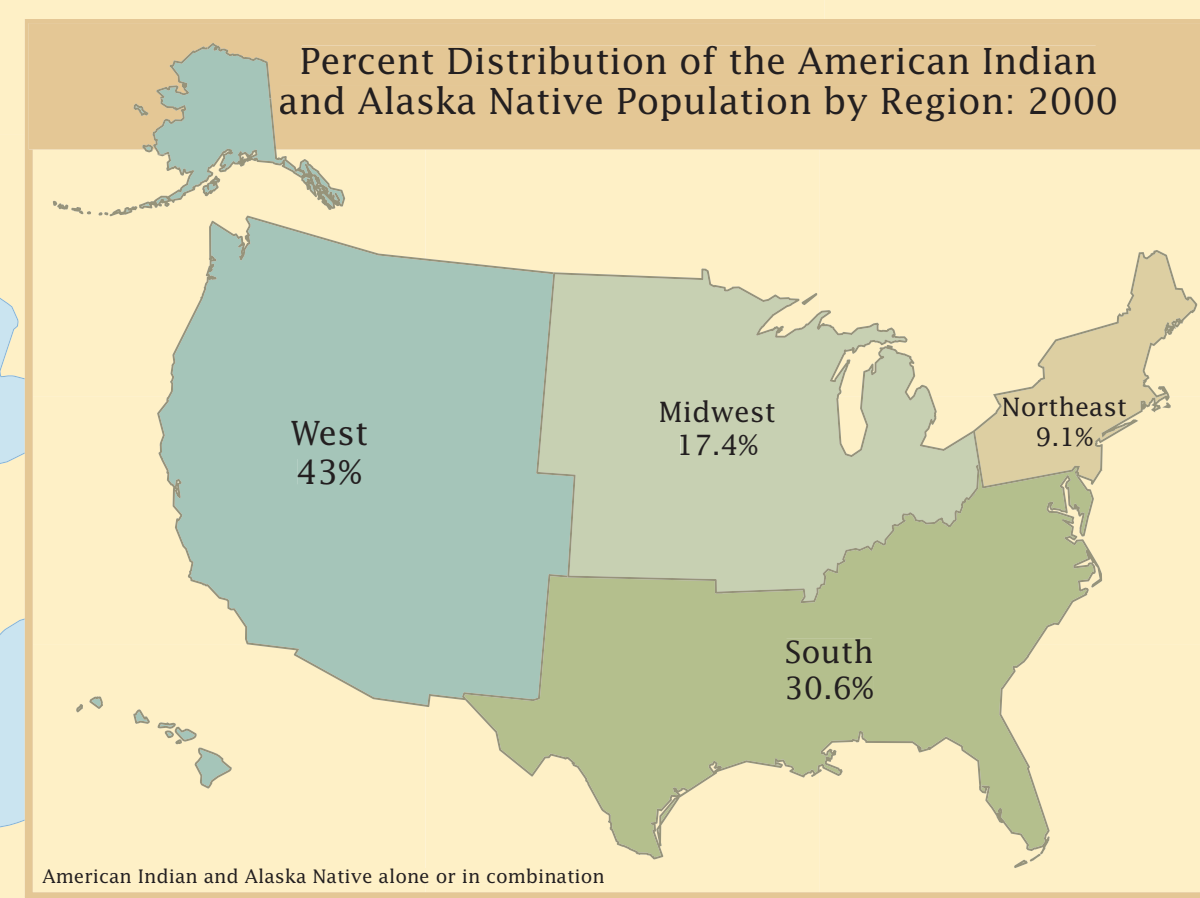 Percent Distribution of the American Indian
and Alaska Native Population by Region: 2000
West
43%
Midwest
17.4%
Northeast
9.1%
South
30.6%
American Indian and Alaska Native alone or in combination